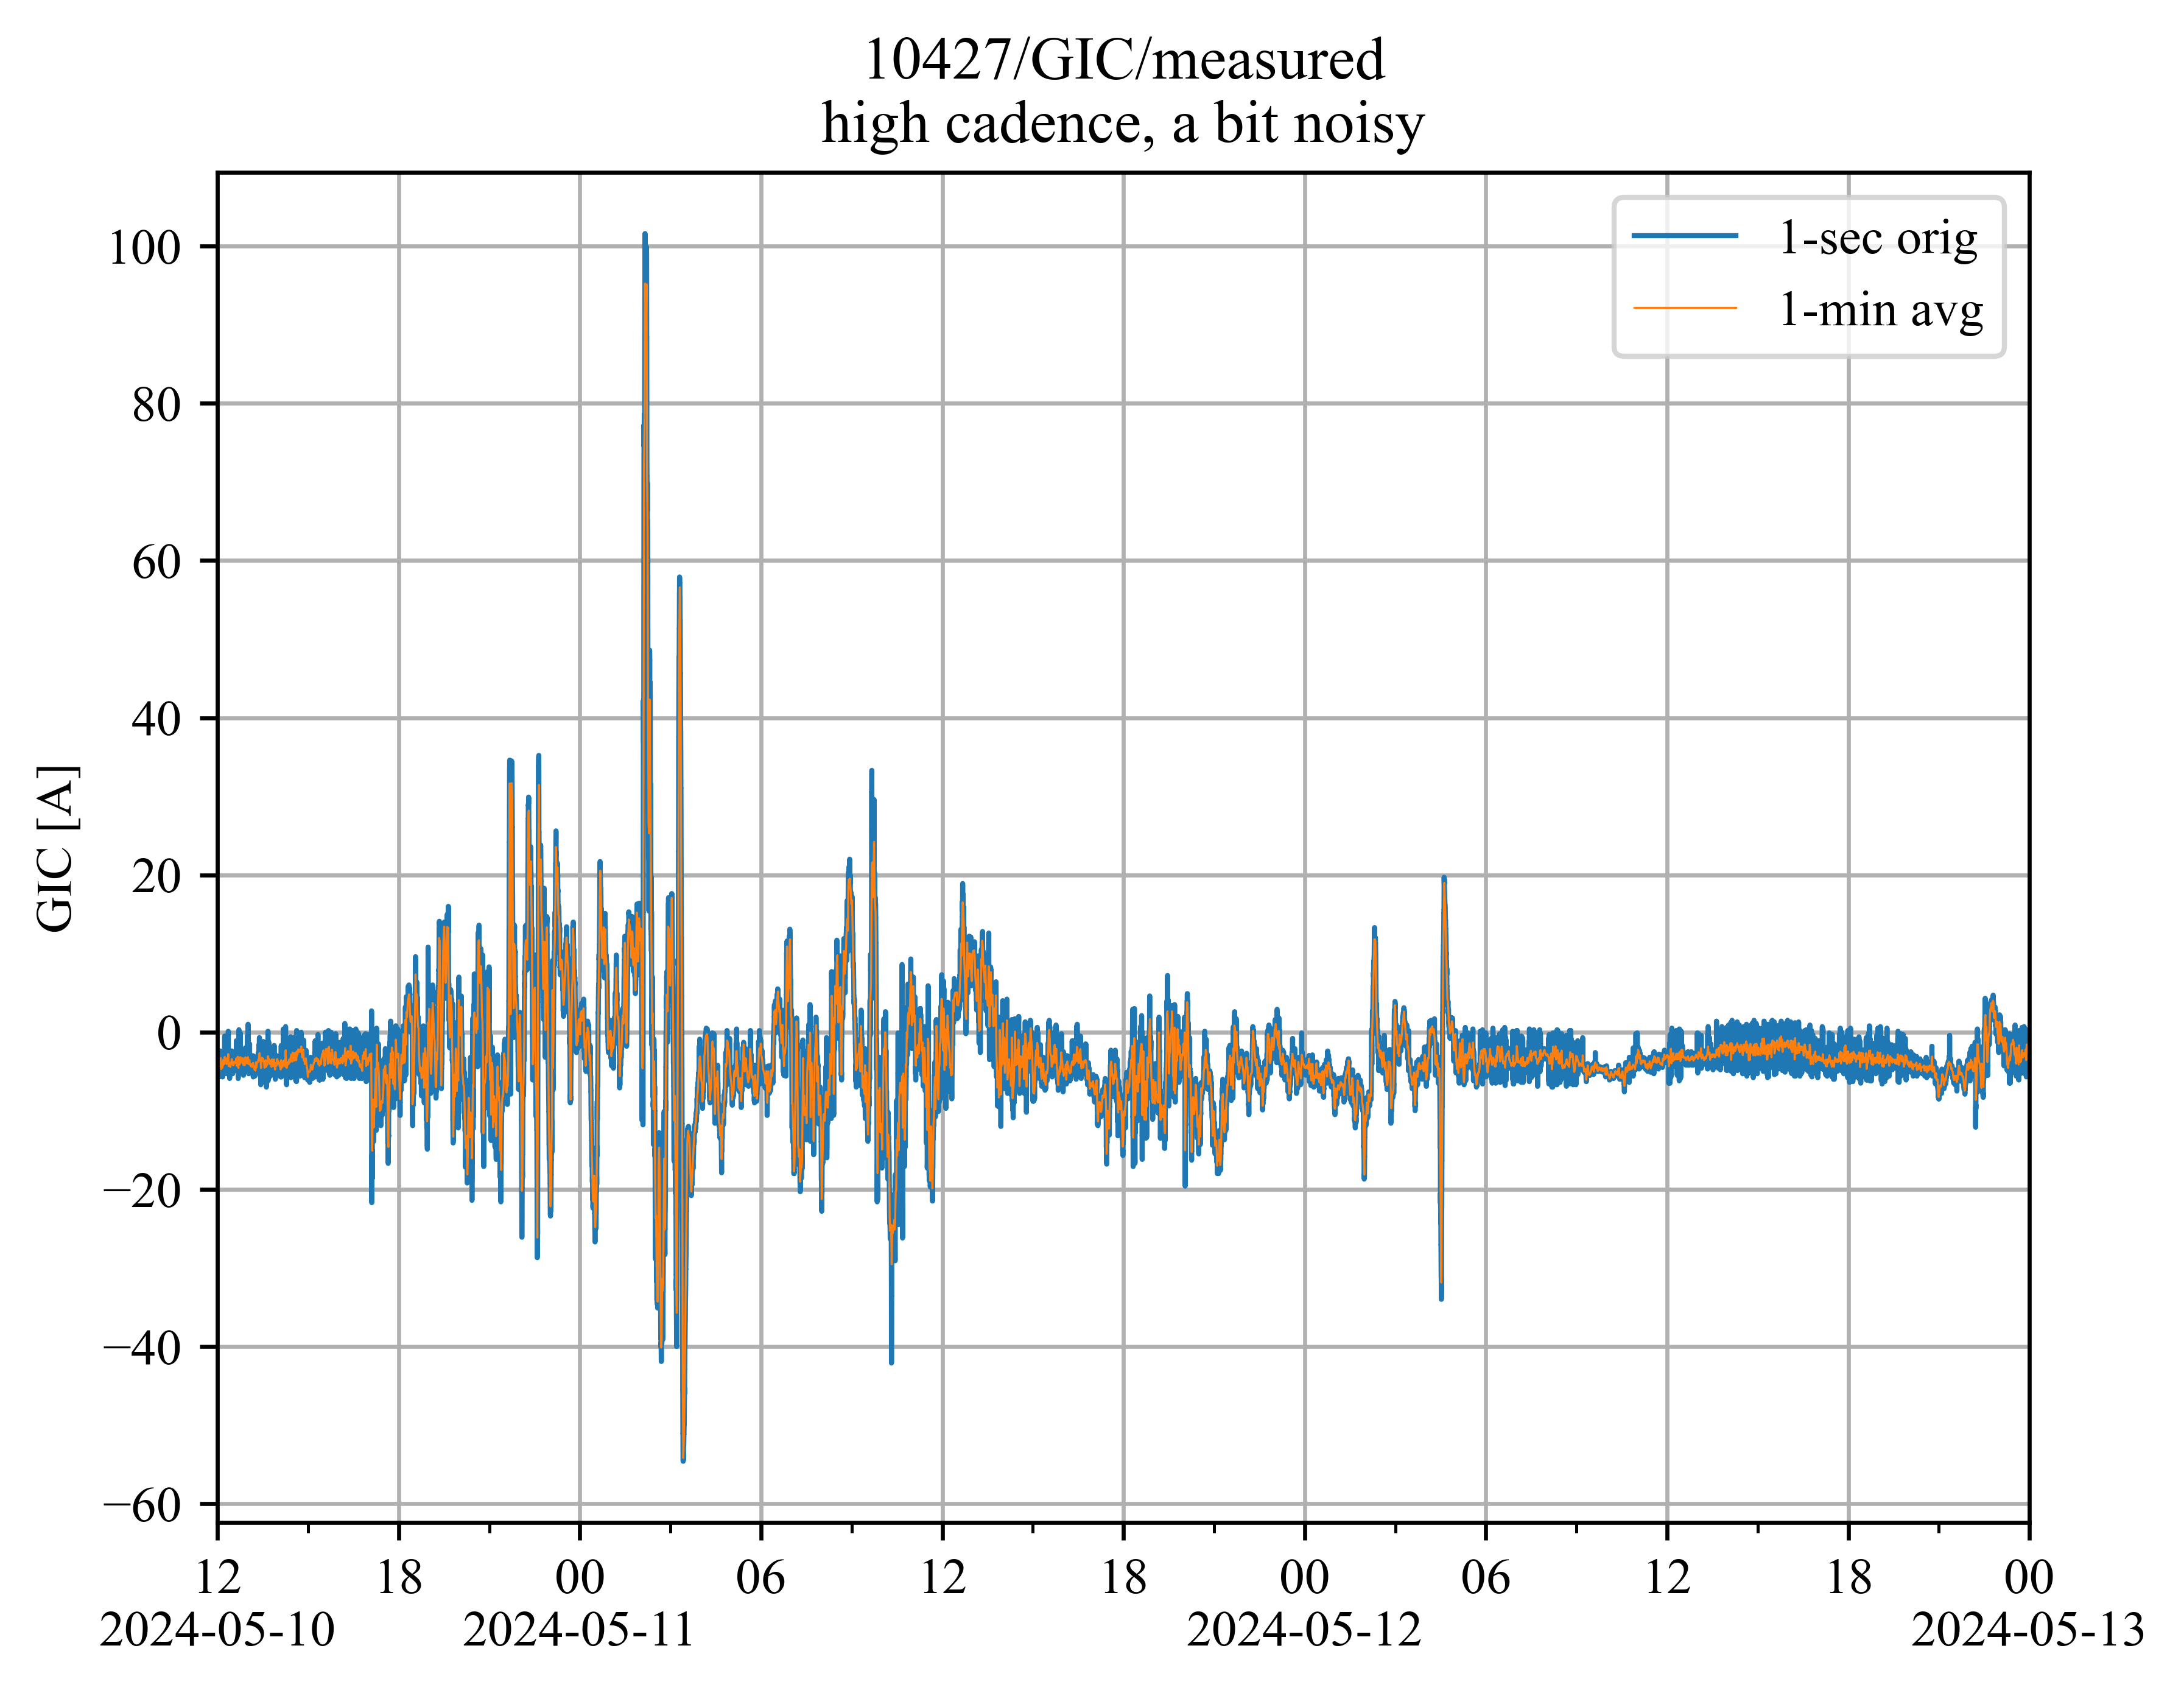 10427/GIC/measured
high cadence, a bit noisy
1-sec orig
1-min avg
GIC [A]
100
80
60
40
20
0
−20
−40
−60
12 18 00 06 12 18 00 06 12 18 00
2024-05-10 2024-05-11 2024-05-12 2024-05-13